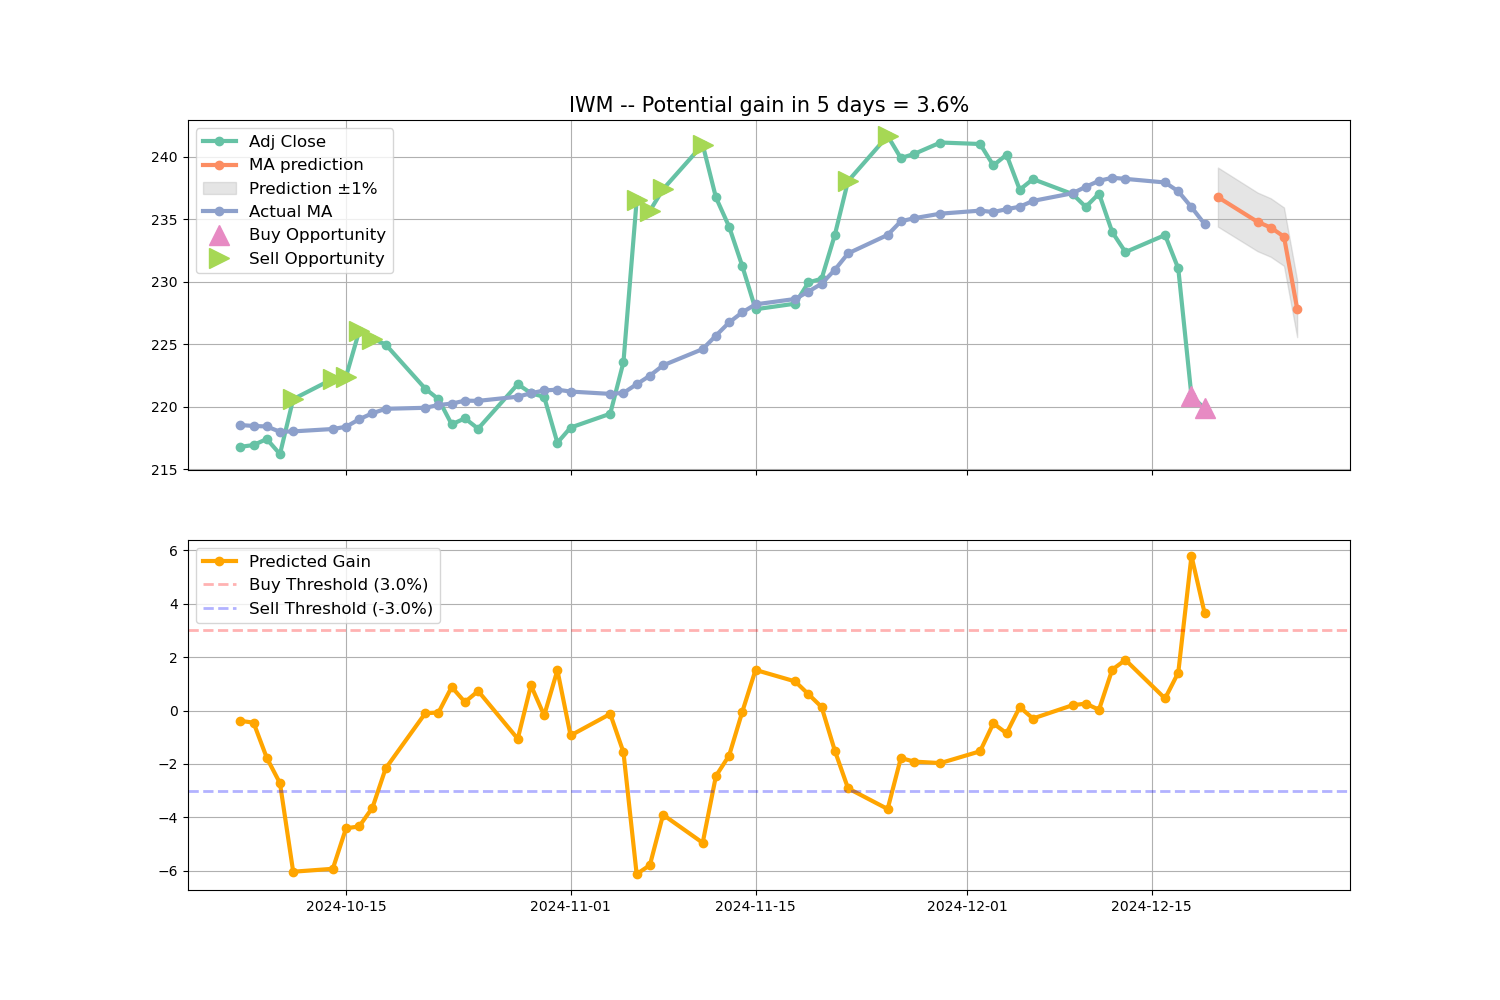 IWM -- Potential gain in 5 days = 3.6%
Adj Close
MA prediction
Prediction ±1%
Actual MA
Buy Opportunity
Sell Opportunity
240
235
230
225
220
215
Predicted Gain
Buy Threshold (3.0%)
Sell Threshold (-3.0%)
6
4
2
0
−2
−4
−6
2024-10-15 2024-11-01 2024-11-15 2024-12-01 2024-12-15